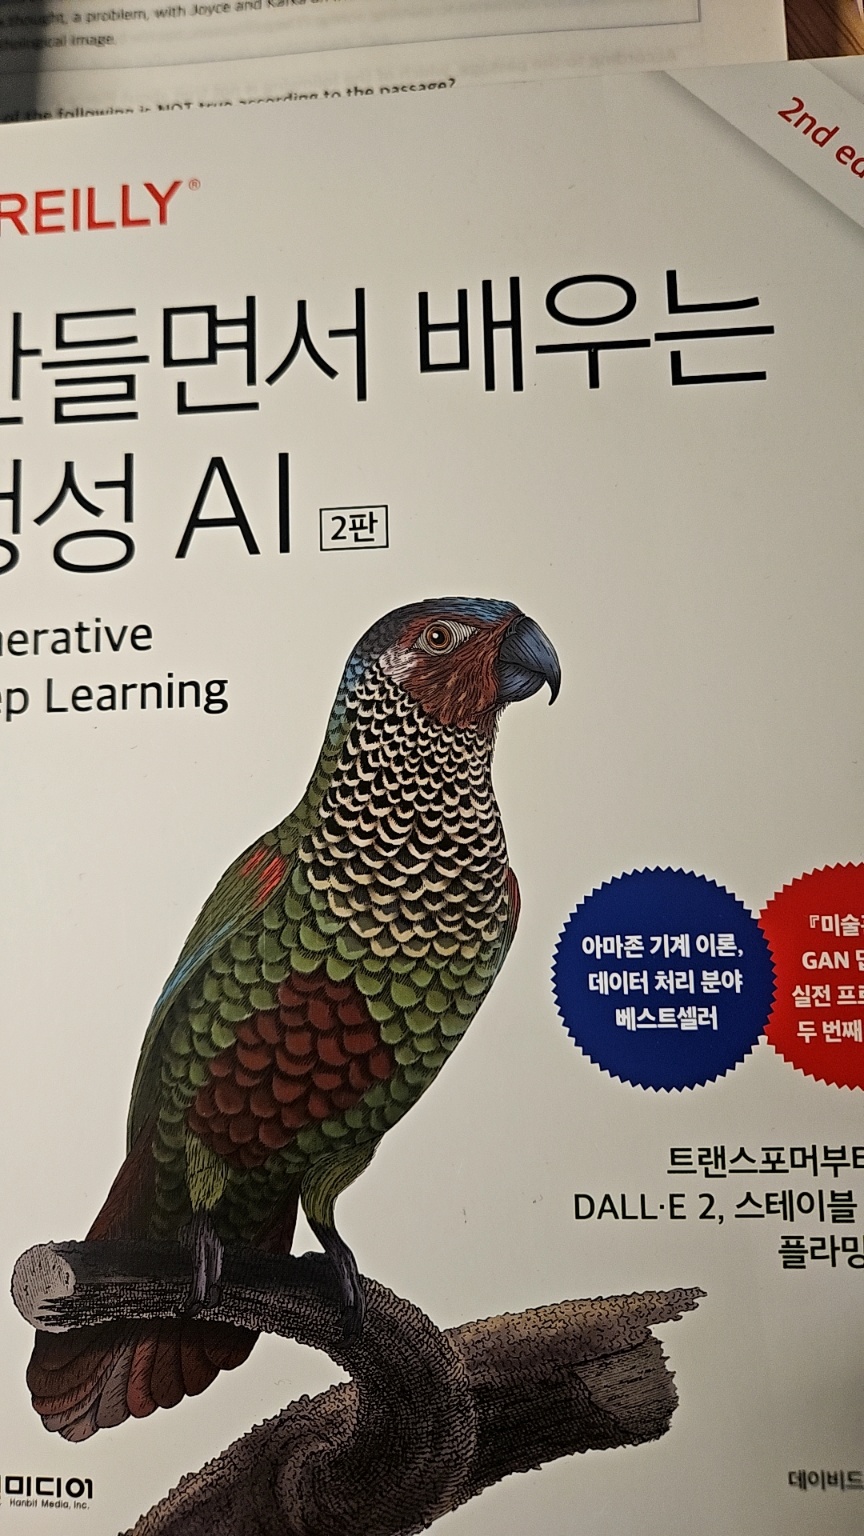 thought, a problem, with Joyce and Kafka
image.
of the following is NOT true according to the passage?
2nd ed
REILLY®
만들면서 배우는
생성 AI 2판
nerative
ep Learning
아마존 기계 이론,
데이터 처리 분야
베스트셀러
『미술
GAN
실전 프로
두 번째
트랜스포머부터
DALL·E 2, 스테이블
플라밍
미디어
Hanbit Media, Inc.
데이비드